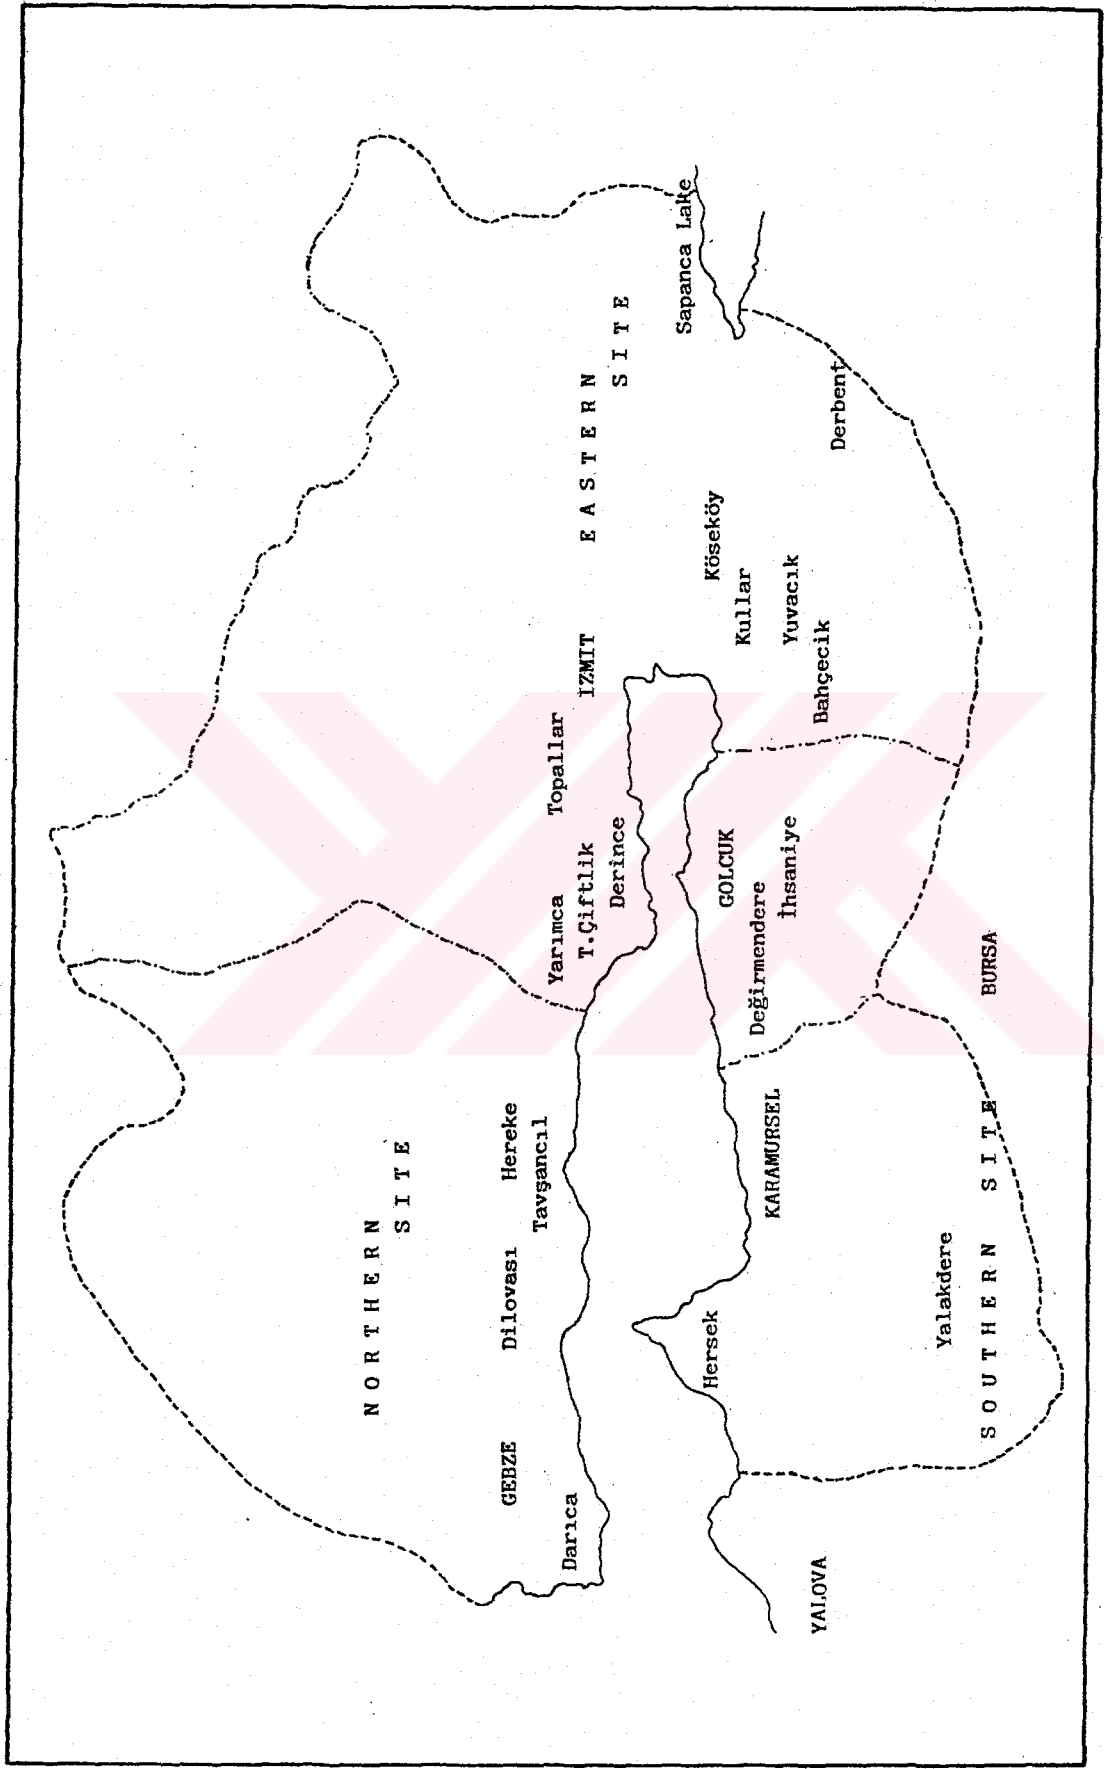 Sapanca Lake
EASTERN
SITE
Derbent
Köseköy
Kullar
Yuvacık
Bahçecik
IZMIT
Topallar
Yarımca
T.Çiftlik
Derince
GOLCUK
Değirmendere
İhsaniye
BURSA
NORTHERN
SITE
Hereke
Tavşancıl
Dilovası
GEBZE
Darıca
KARAMURSEL
Hersek
Yalakdere
SOUTHERN SITE
YALOVA